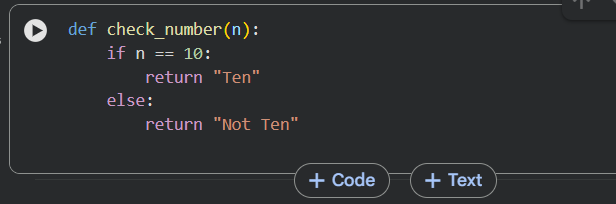 def check_number(n):
    if n == 10:
        return "Ten"
    else:
        return "Not Ten"
+ Code
+ Text